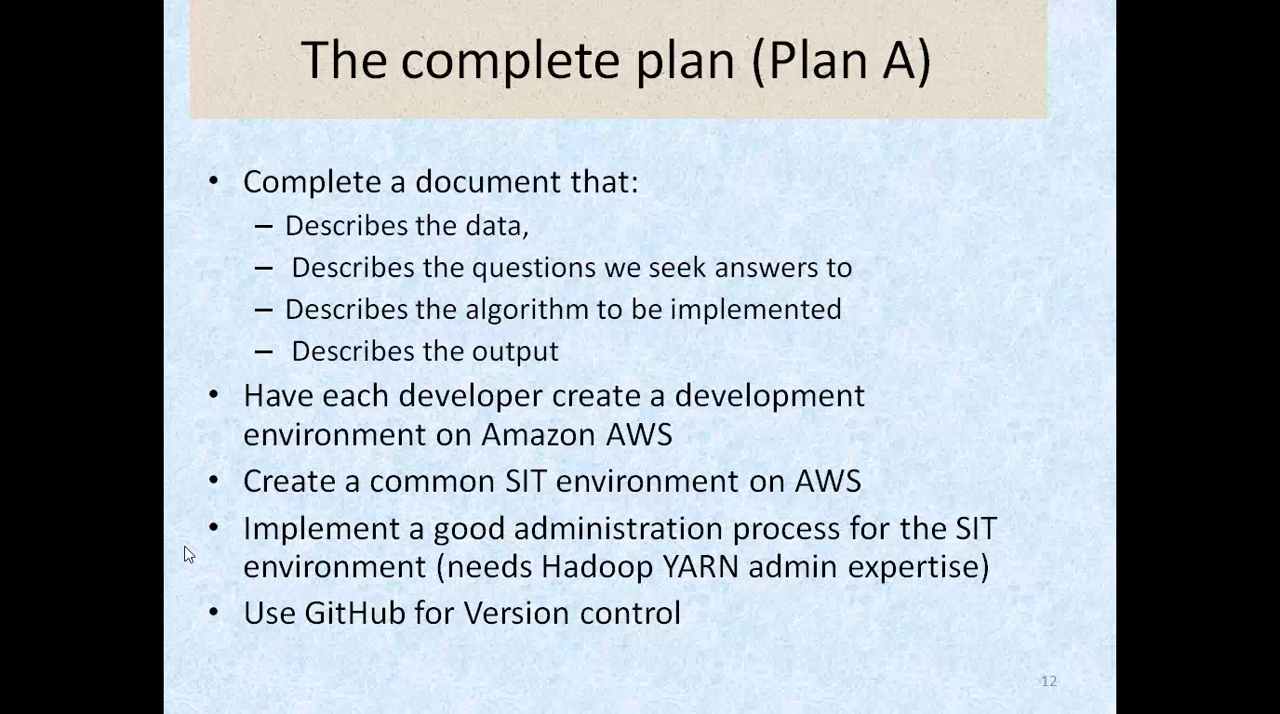 The complete plan (Plan A)
• Complete a document that:
– Describes the data,
– Describes the questions we seek answers to
– Describes the algorithm to be implemented
– Describes the output
• Have each developer create a development
environment on Amazon AWS
• Create a common SIT environment on AWS
• Implement a good administration process for the SIT
environment (needs Hadoop YARN admin expertise)
• Use GitHub for Version control
12